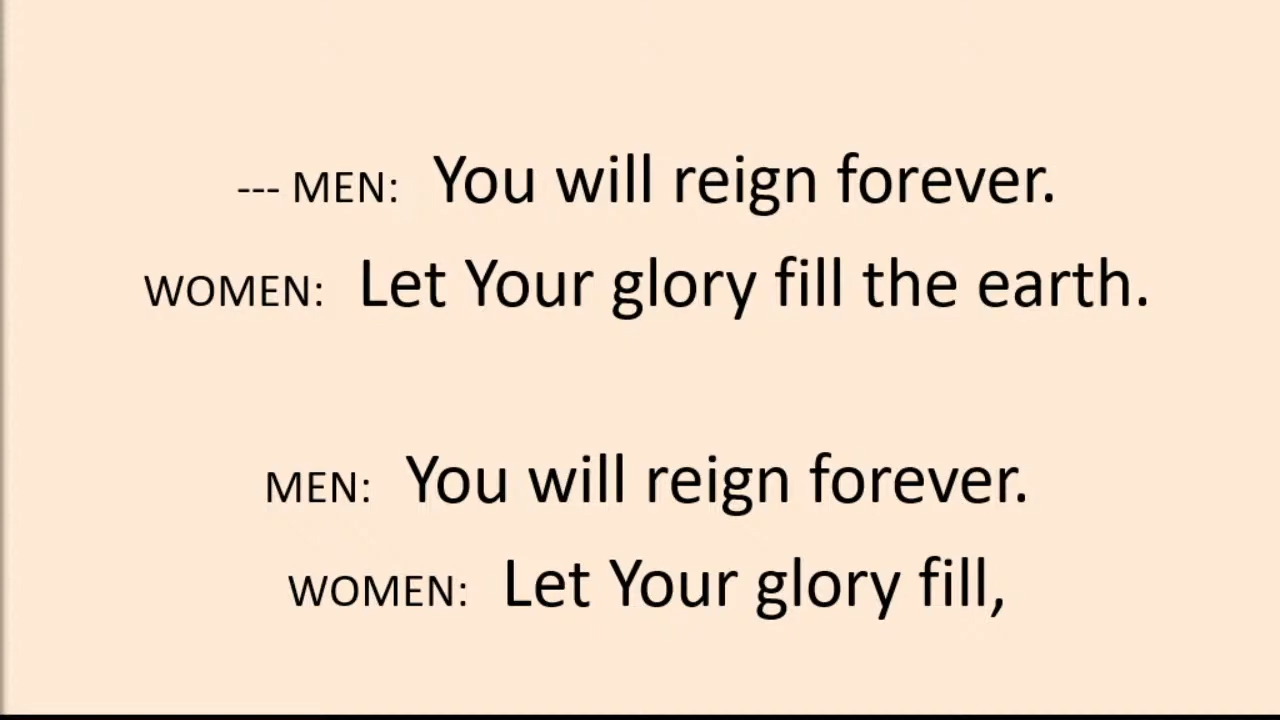 --- MEN: You will reign forever.
WOMEN: Let Your glory fill the earth.
MEN: You will reign forever.
WOMEN: Let Your glory fill,